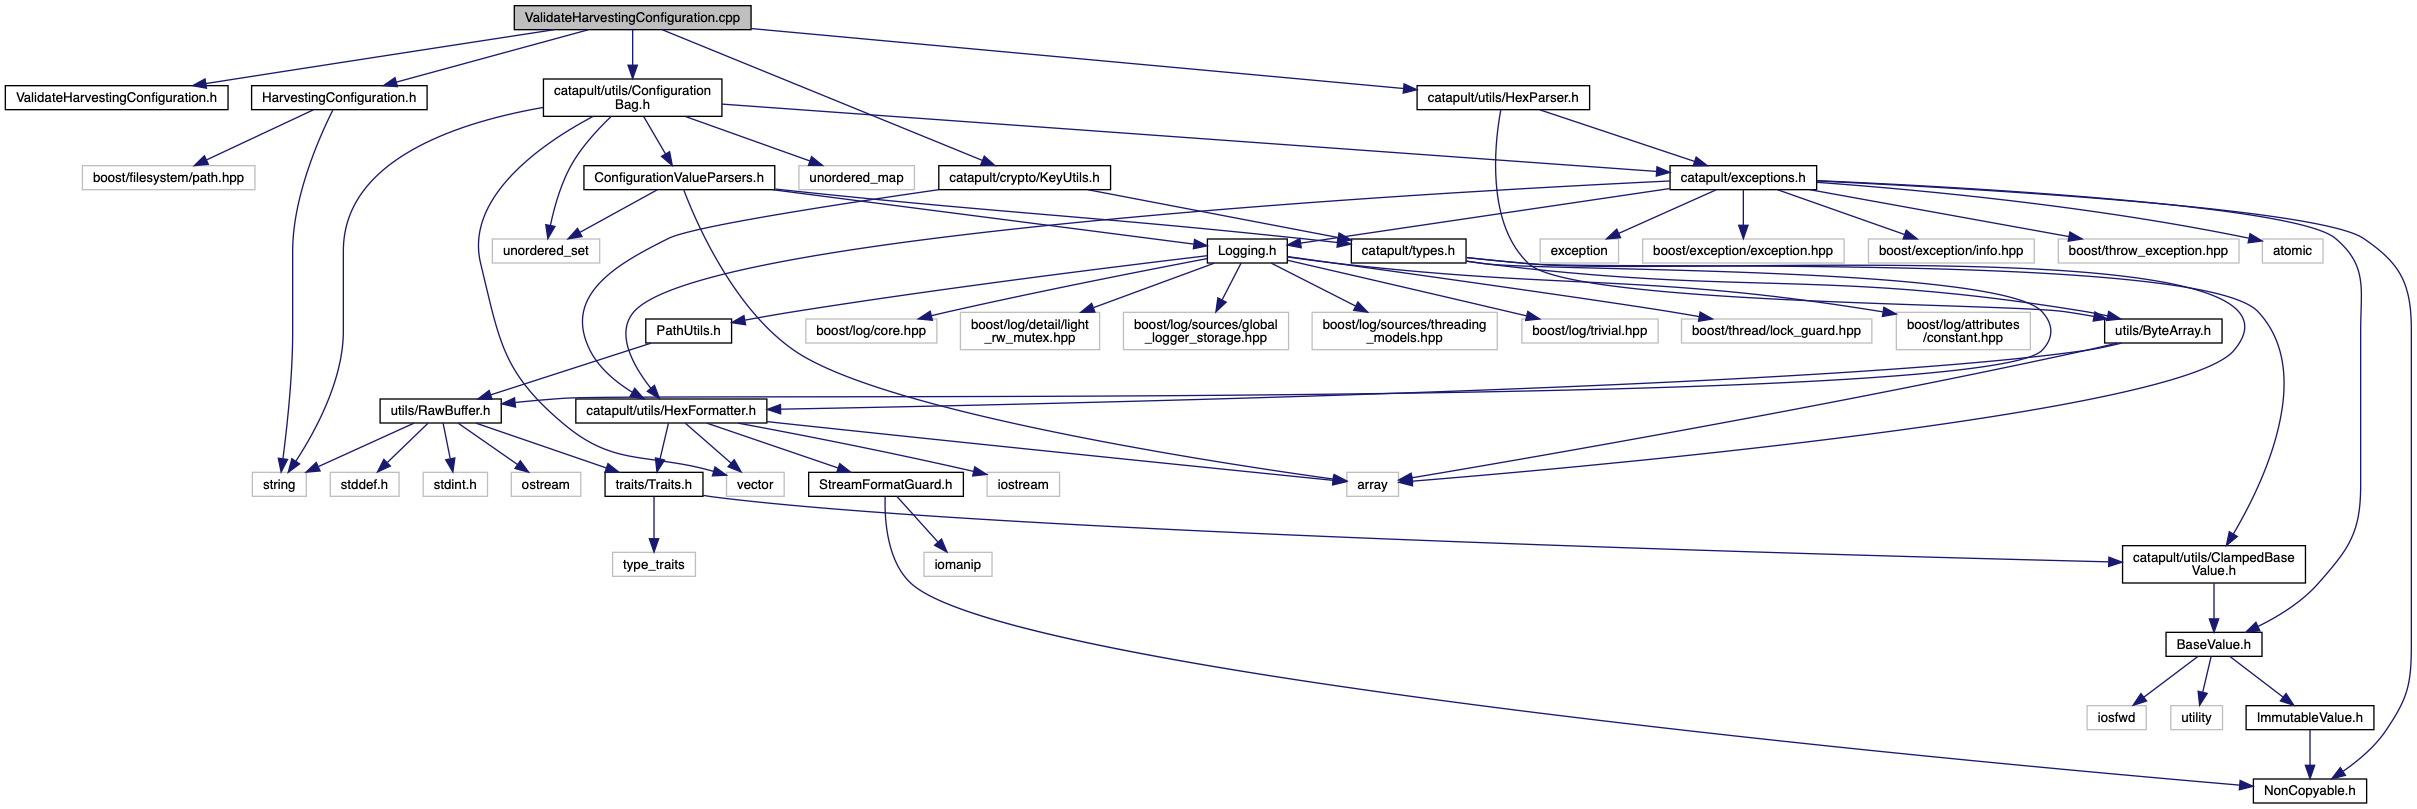 ValidateHarvestingConfiguration.cpp
ValidateHarvestingConfiguration.h
HarvestingConfiguration.h
catapult/utils/Configuration
Bag.h
catapult/utils/HexParser.h
boost/filesystem/path.hpp
ConfigurationValueParsers.h
unordered_map
catapult/crypto/KeyUtils.h
catapult/exceptions.h
unordered_set
Logging.h
catapult/types.h
exception
boost/exception/exception.hpp
boost/exception/info.hpp
boost/throw_exception.hpp
atomic
PathUtils.h
boost/log/core.hpp
boost/log/detail/light
_rw_mutex.hpp
boost/log/sources/global
_logger_storage.hpp
boost/log/sources/threading
_models.hpp
boost/log/trivial.hpp
boost/thread/lock_guard.hpp
boost/log/attributes
/constant.hpp
utils/ByteArray.h
utils/RawBuffer.h
catapult/utils/HexFormatter.h
string
stddef.h
stdint.h
ostream
traits/Traits.h
vector
StreamFormatGuard.h
iostream
array
type_traits
iomanip
catapult/utils/ClampedBase
Value.h
BaseValue.h
iosfwd
utility
ImmutableValue.h
NonCopyable.h